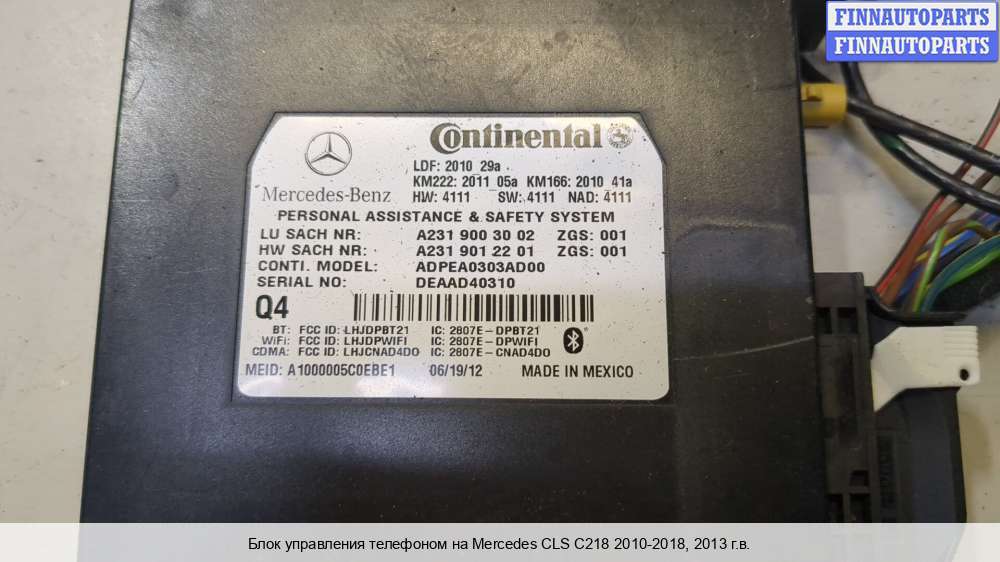 FINNAUTOPARTS
FINNAUTOPARTS
Continental
LDF: 2010 29a
KM222: 2011 05a KM166: 2010 41a
Mercedes-Benz HW: 4111 SW: 4111 NAD: 4111
PERSONAL ASSISTANCE & SAFETY SYSTEM
LU SACH NR: A231 900 30 02 ZGS: 001
HW SACH NR: A231 901 22 01 ZGS: 001
CONTI. MODEL: ADPEA0303AD00
SERIAL NO: DEAAD40310
Q4
BT: FCC ID: LHJDPBT21 IC: 2807E-DPBT21
WiFi: FCC ID: LHJDPWIFI IC: 2807E-DPWIFI
CDMA: FCC ID: LHJCNAD4DO IC: 2807E-CNAD4DO
MEID: A1000005C0EBE1 06/19/12 MADE IN MEXICO
Блок управления телефоном на Mercedes CLS C218 2010-2018, 2013 г.в.